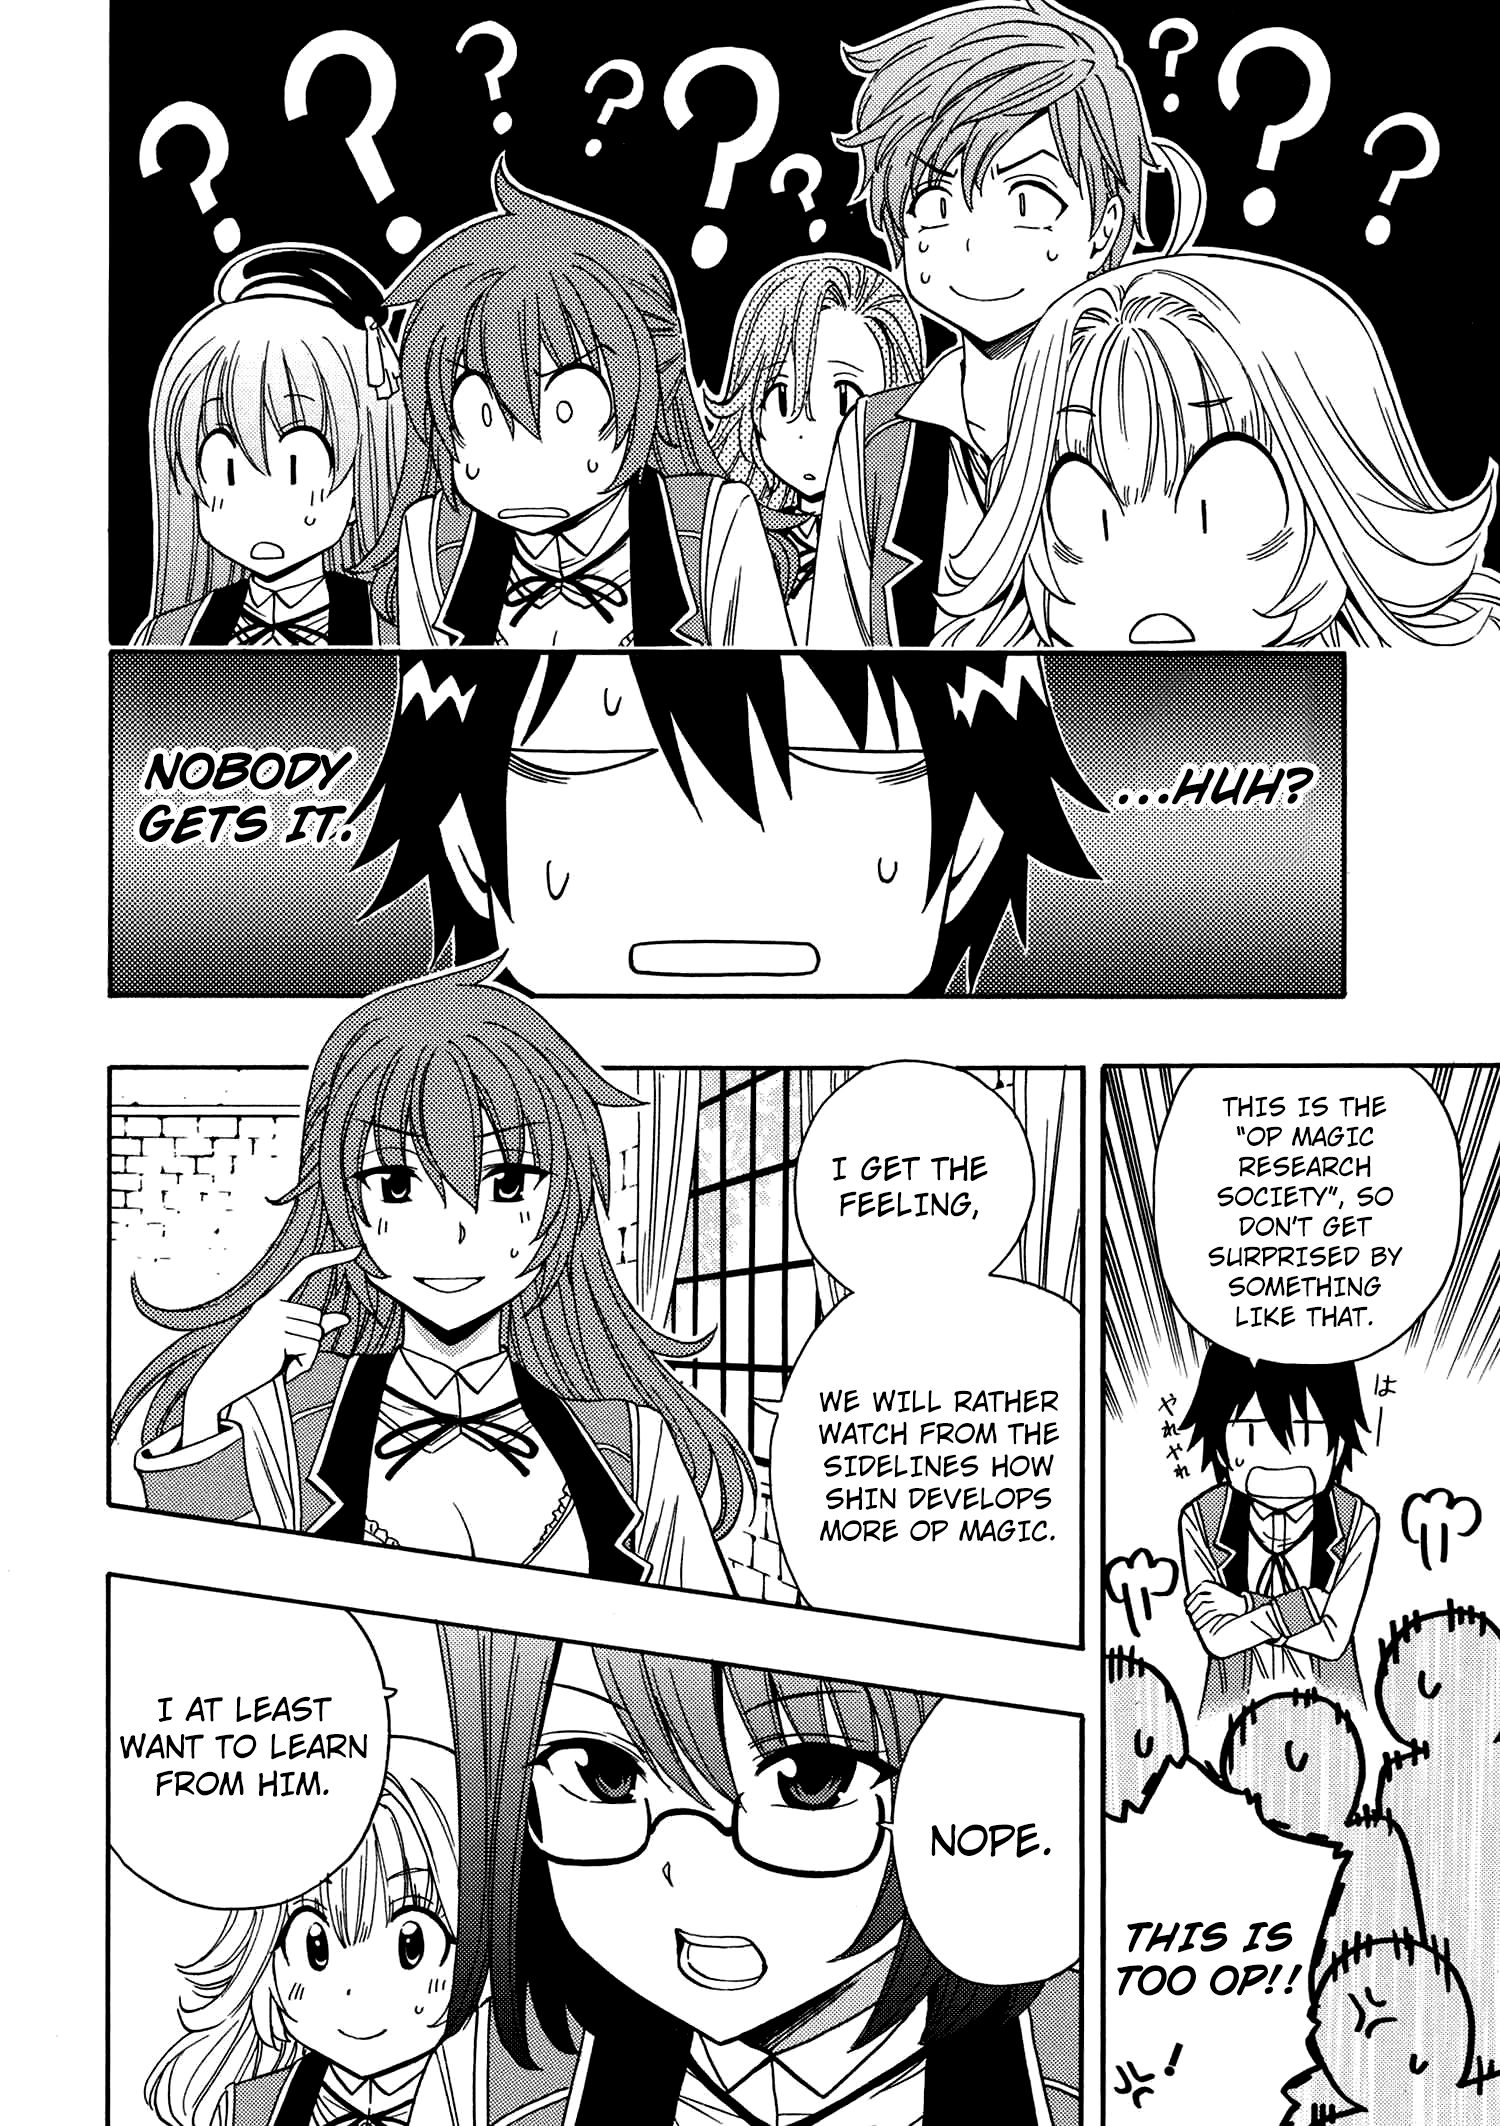 ? ? ? ? ? ? ? ? ?
...HUH?
NOBODY
GETS IT.
THIS IS THE
"OP MAGIC
RESEARCH
SOCIETY", SO
DON'T GET
SURPRISED BY
SOMETHING
LIKE THAT.
はー
やれやれ
THIS IS
TOO OP!!
!
I GET THE
FEELING,
WE WILL RATHER
WATCH FROM THE
SIDELINES HOW
SHIN DEVELOPS
MORE OP MAGIC.
NOPE.
I AT LEAST
WANT TO LEARN
FROM HIM.